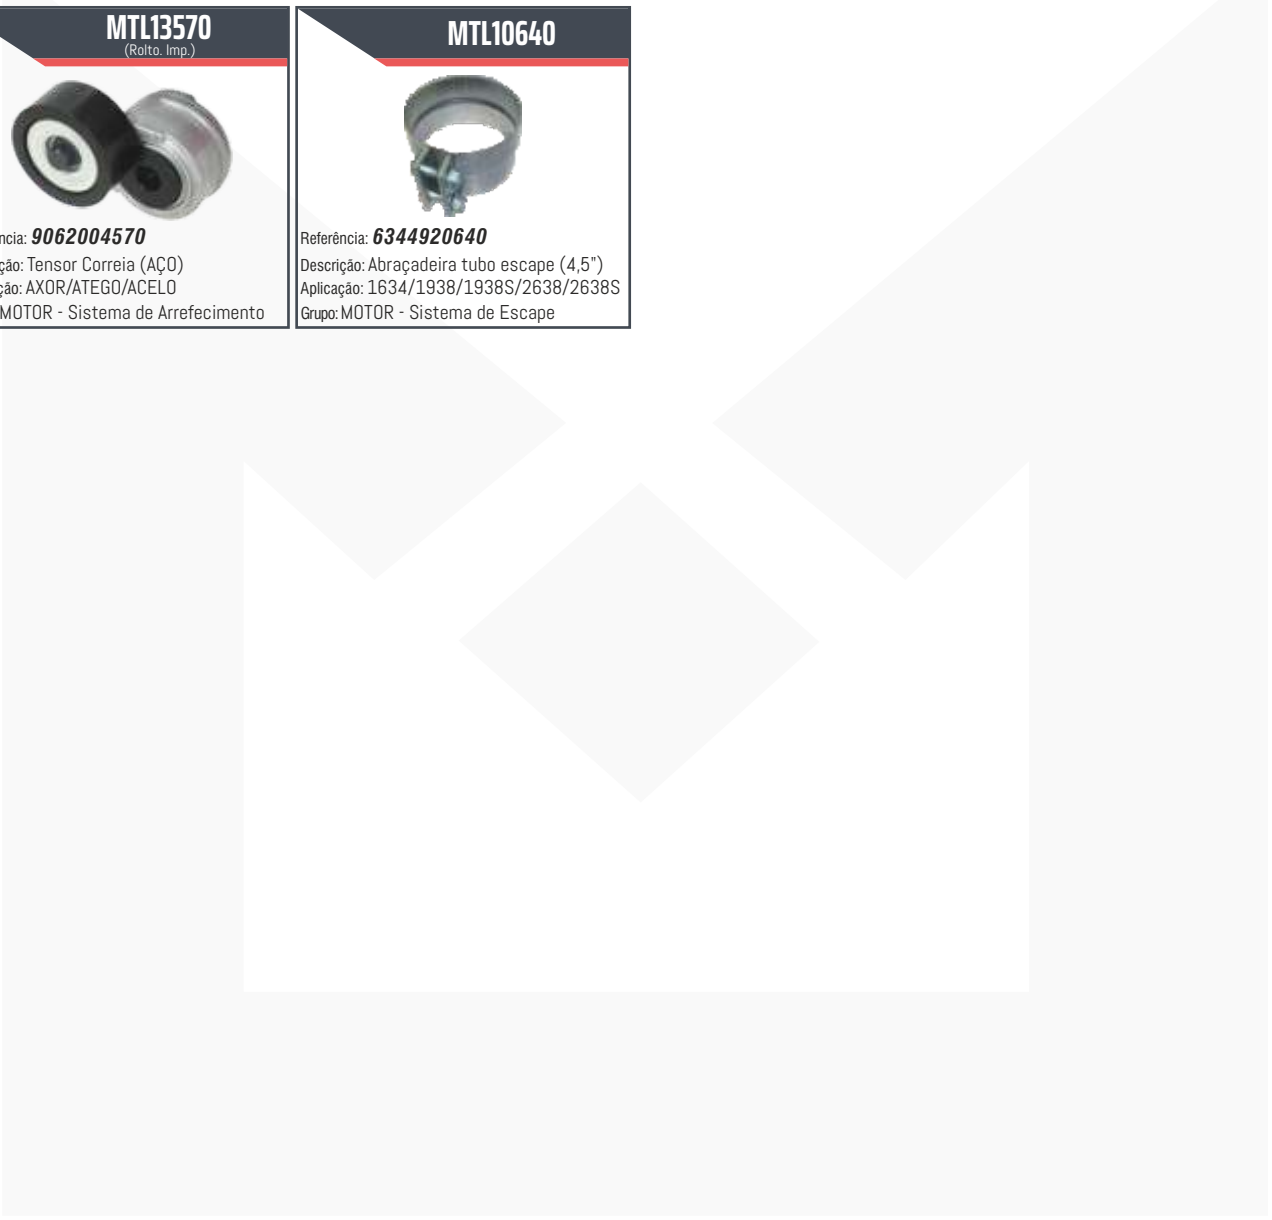 MTL13570
(Rolto. Imp.)
ncia: 9062004570
ção: Tensor Correia (AÇO)
ção: AXOR/ATEGO/ACELO
MOTOR - Sistema de Arrefecimento
MTL10640
Referência: 6344920640
Descrição: Abraçadeira tubo escape (4,5")
Aplicação: 1634/1938/1938S/2638/2638S
Grupo: MOTOR - Sistema de Escape